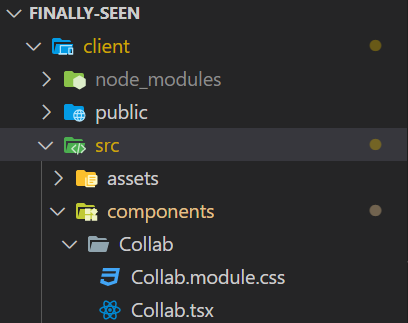 FINALLY-SEEN
client
node_modules
public
src
assets
components
Collab
Collab.module.css
Collab.tsx